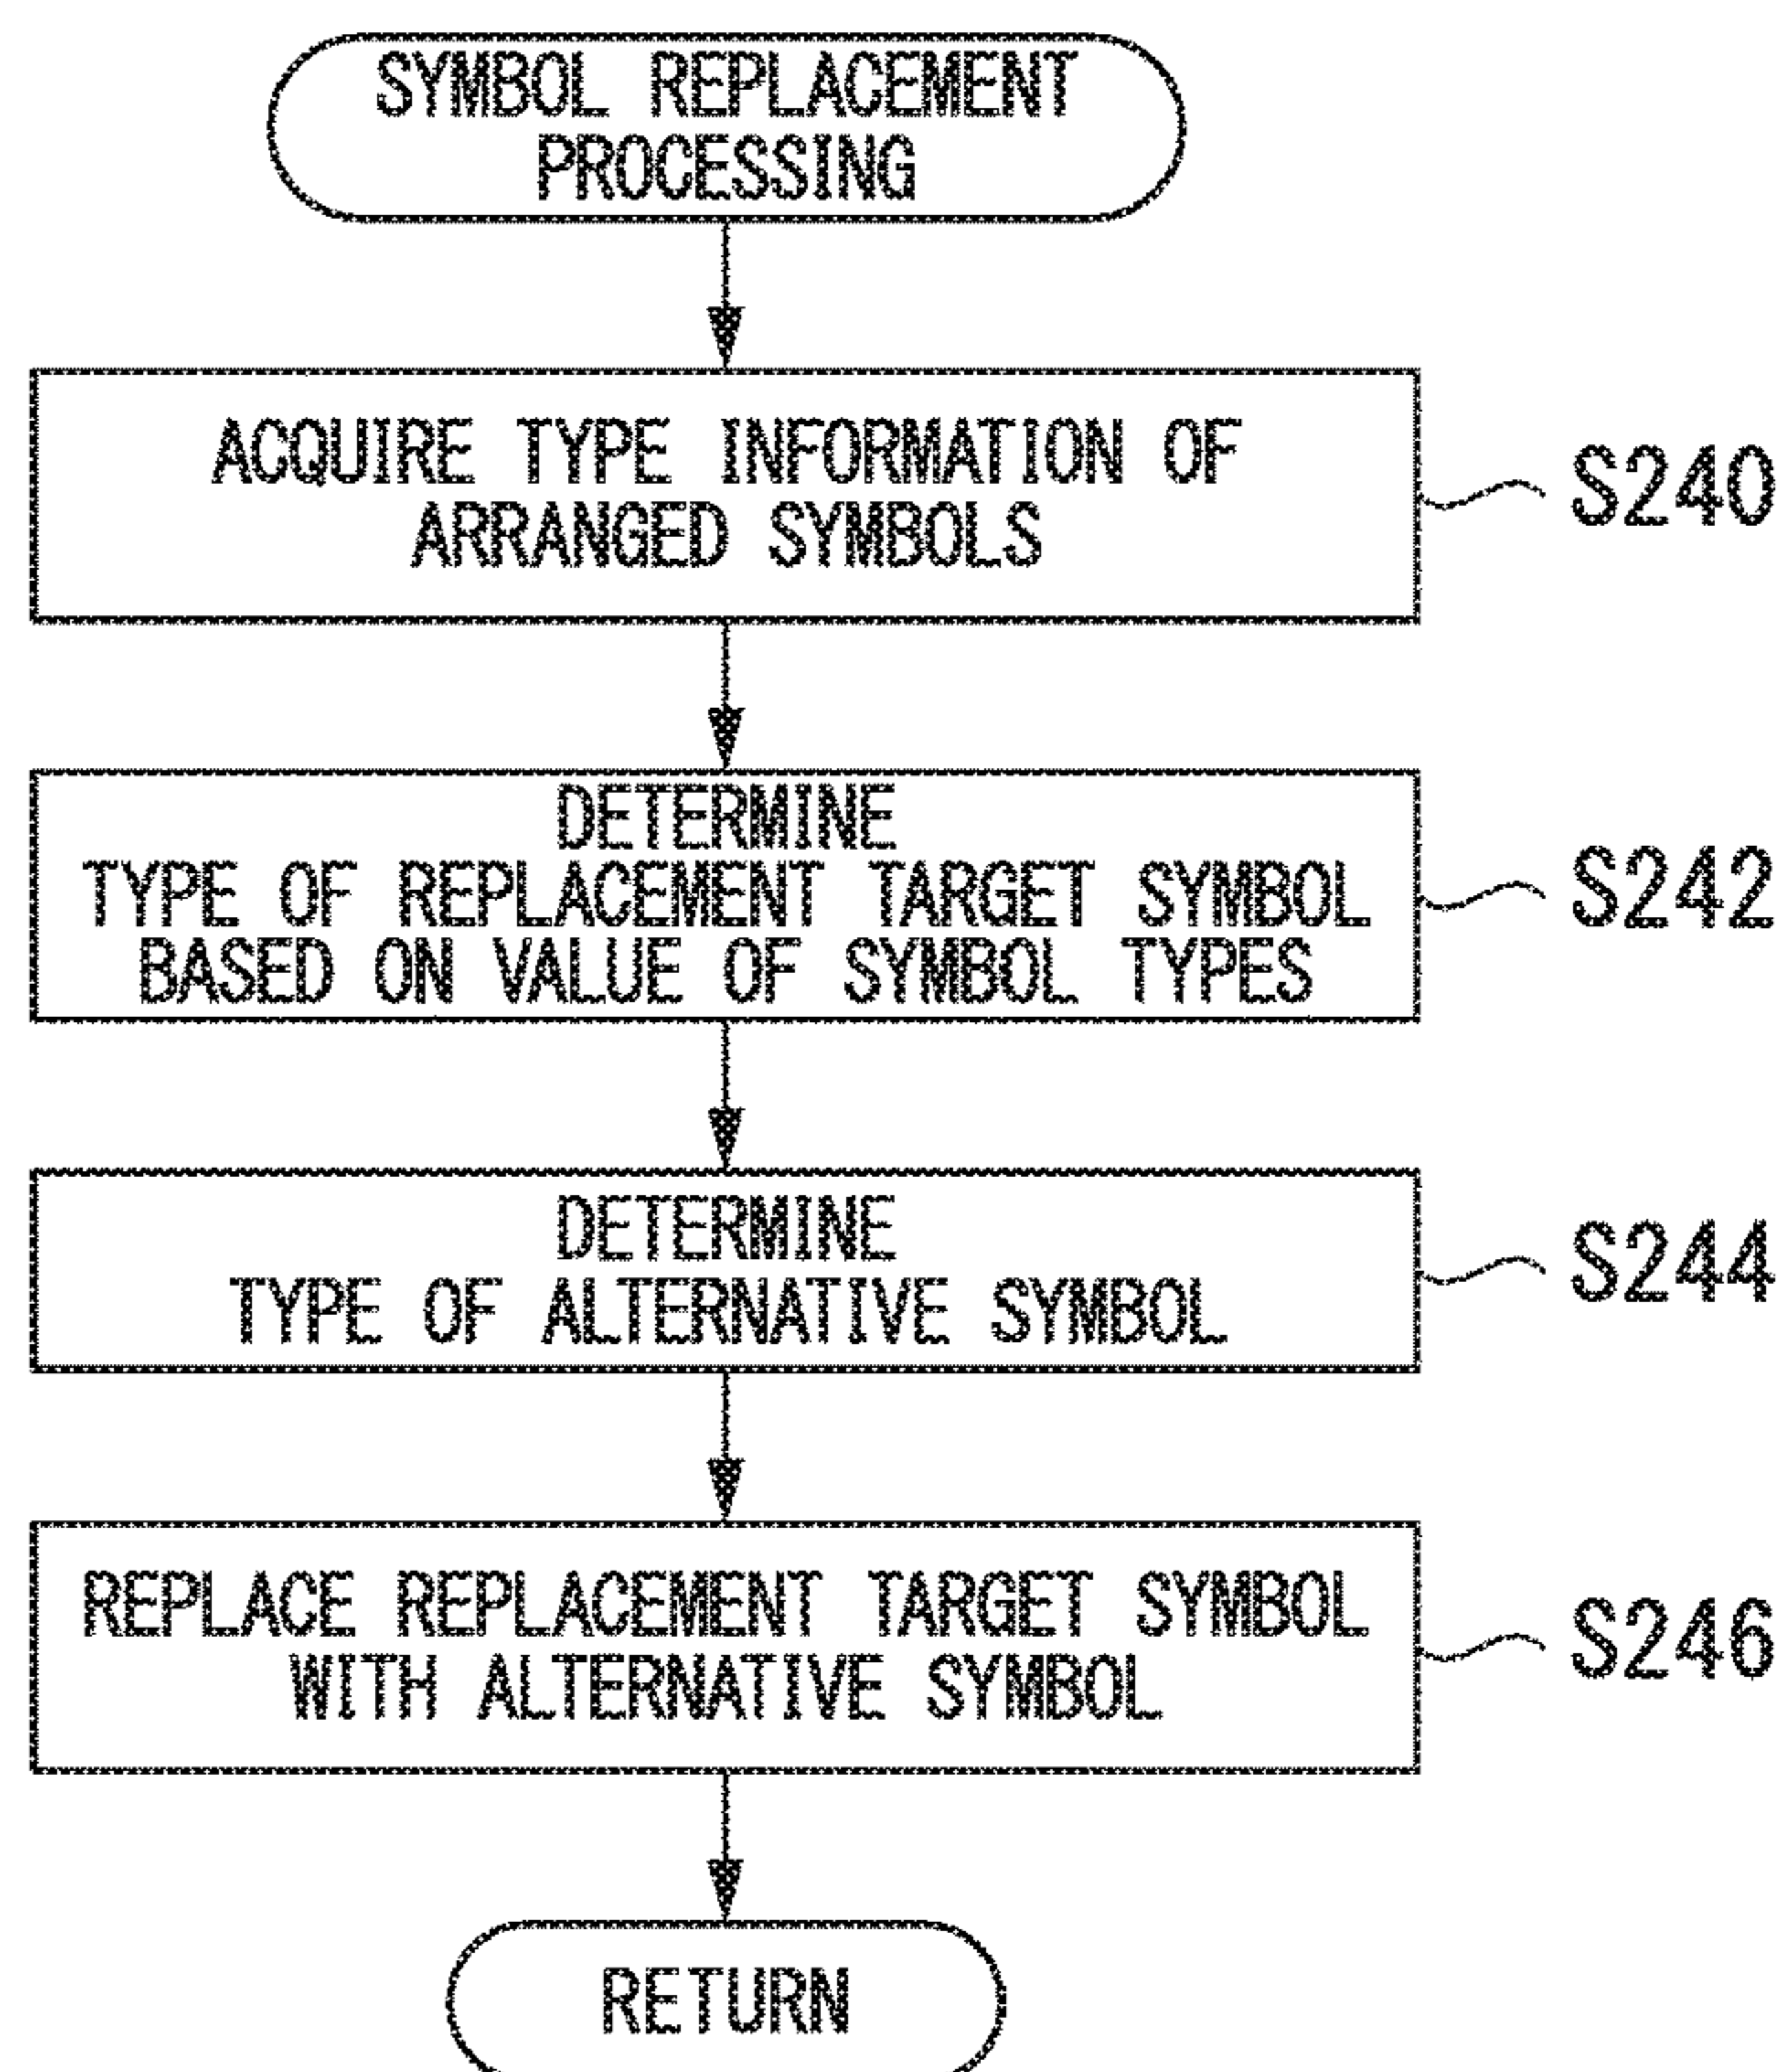 SYMBOL REPLACEMENT
PROCESSING
ACQUIRE TYPE INFORMATION OF
ARRANGED SYMBOLS
S240
DETERMINE
TYPE OF REPLACEMENT TARGET SYMBOL
BASED ON VALUE OF SYMBOL TYPES
S242
DETERMINE
TYPE OF ALTERNATIVE SYMBOL
S244
REPLACE REPLACEMENT TARGET SYMBOL
WITH ALTERNATIVE SYMBOL
S246
RETURN